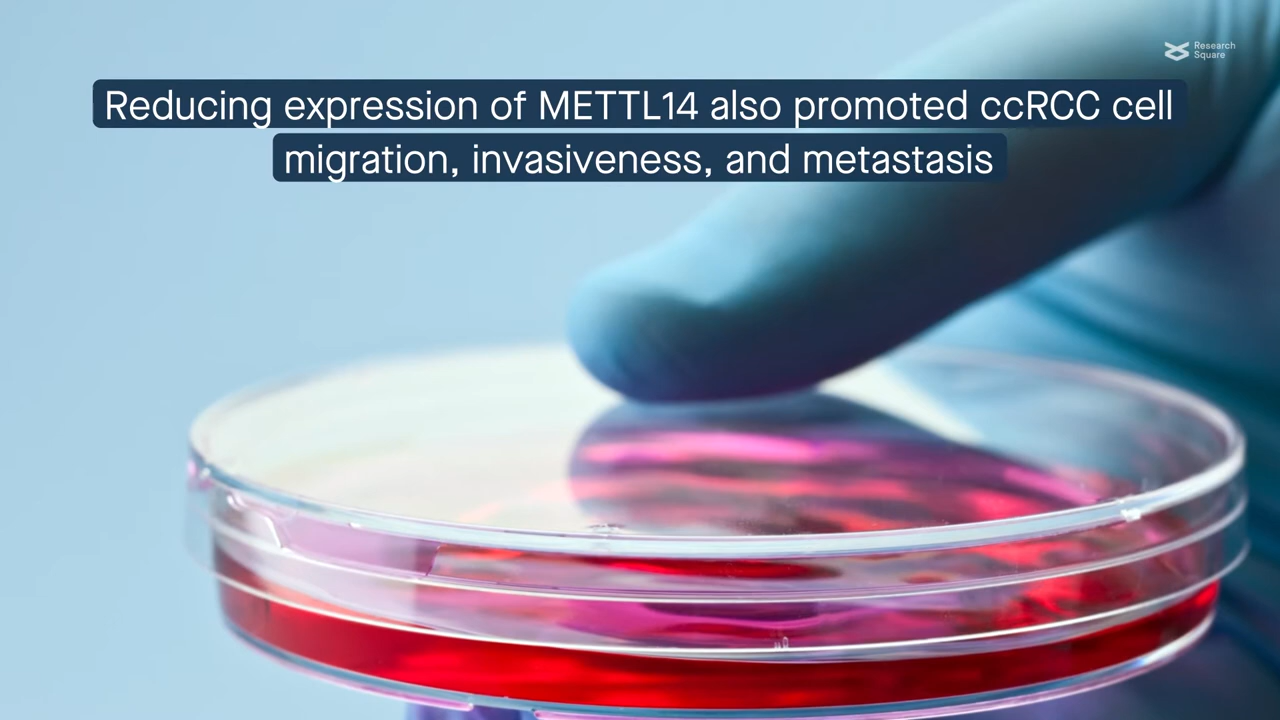 Research
Square
Reducing expression of METTL14 also promoted ccRCC cell
migration, invasiveness, and metastasis